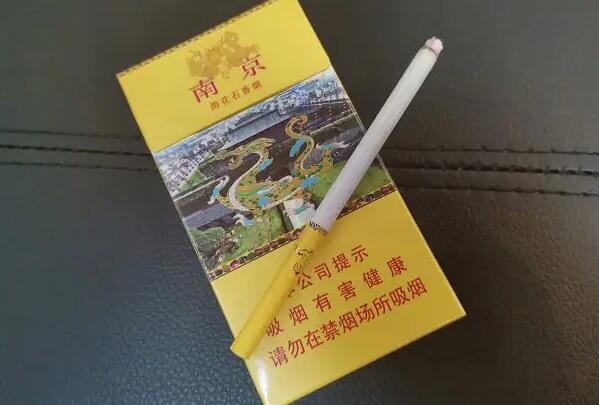 南京
雨花石香烟
公司提示
吸烟有害健康
请勿在禁烟场所吸烟